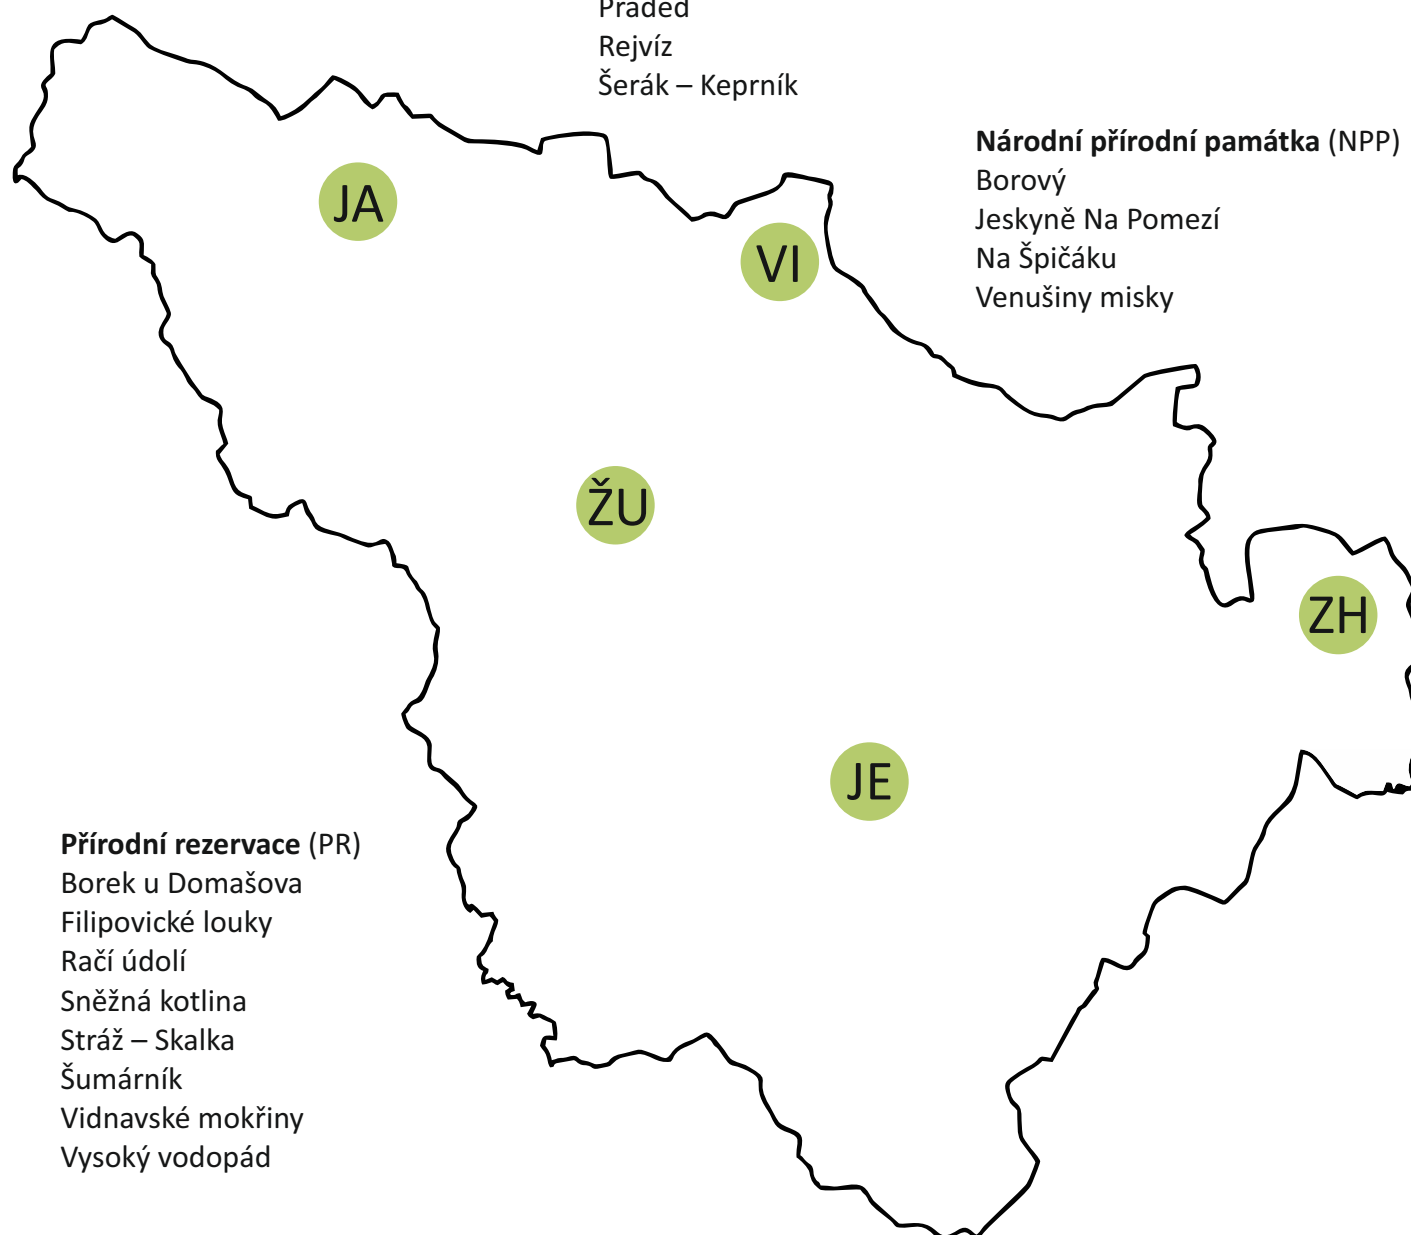 Praděd
Rejvíz
Šerák – Keprník
Národní přírodní památka (NPP)
Borový
Jeskyně Na Pomezí
Na Špičáku
Venušiny misky
JA
VI
ŽU
ZH
JE
Přírodní rezervace (PR)
Borek u Domašova
Filipovické louky
Račí údolí
Sněžná kotlina
Stráž – Skalka
Šumárník
Vidnavské mokřiny
Vysoký vodopád